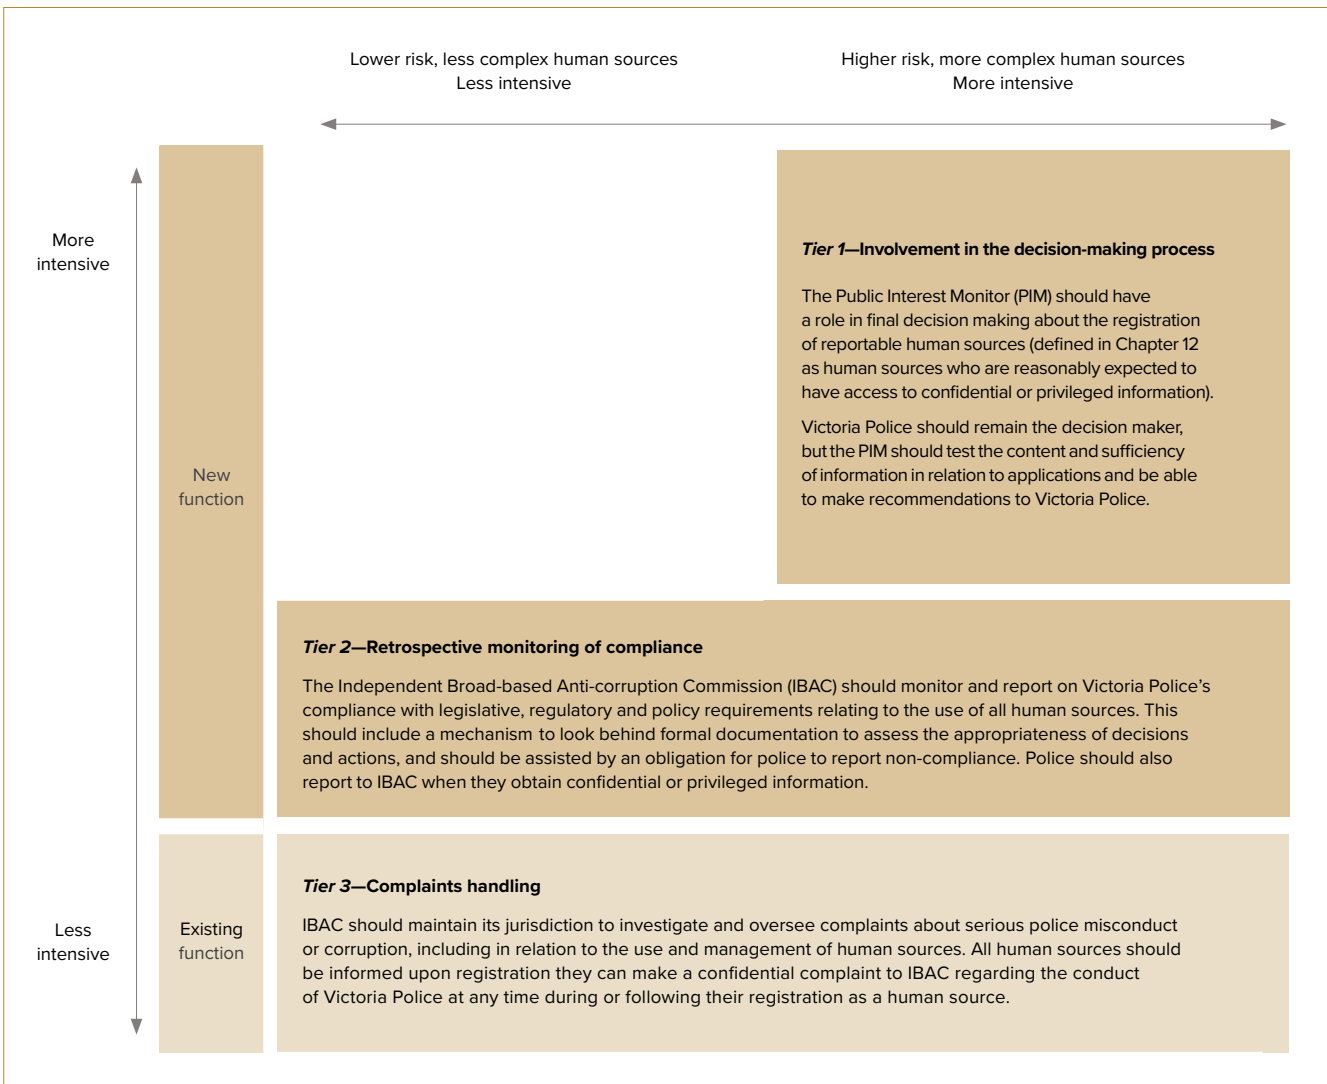 Lower risk, less complex human sources
Less intensive
Higher risk, more complex human sources
More intensive
More
intensive
New
function
Tier 1—Involvement in the decision-making process
The Public Interest Monitor (PIM) should have
a role in final decision making about the registration
of reportable human sources (defined in Chapter 12
as human sources who are reasonably expected to
have access to confidential or privileged information).
Victoria Police should remain the decision maker,
but the PIM should test the content and sufficiency
of information in relation to applications and be able
to make recommendations to Victoria Police.
Tier 2—Retrospective monitoring of compliance
The Independent Broad-based Anti-corruption Commission (IBAC) should monitor and report on Victoria Police’s
compliance with legislative, regulatory and policy requirements relating to the use of all human sources. This
should include a mechanism to look behind formal documentation to assess the appropriateness of decisions
and actions, and should be assisted by an obligation for police to report non-compliance. Police should also
report to IBAC when they obtain confidential or privileged information.
Less
intensive
Existing
function
Tier 3—Complaints handling
IBAC should maintain its jurisdiction to investigate and oversee complaints about serious police misconduct
or corruption, including in relation to the use and management of human sources. All human sources should
be informed upon registration they can make a confidential complaint to IBAC regarding the conduct
of Victoria Police at any time during or following their registration as a human source.